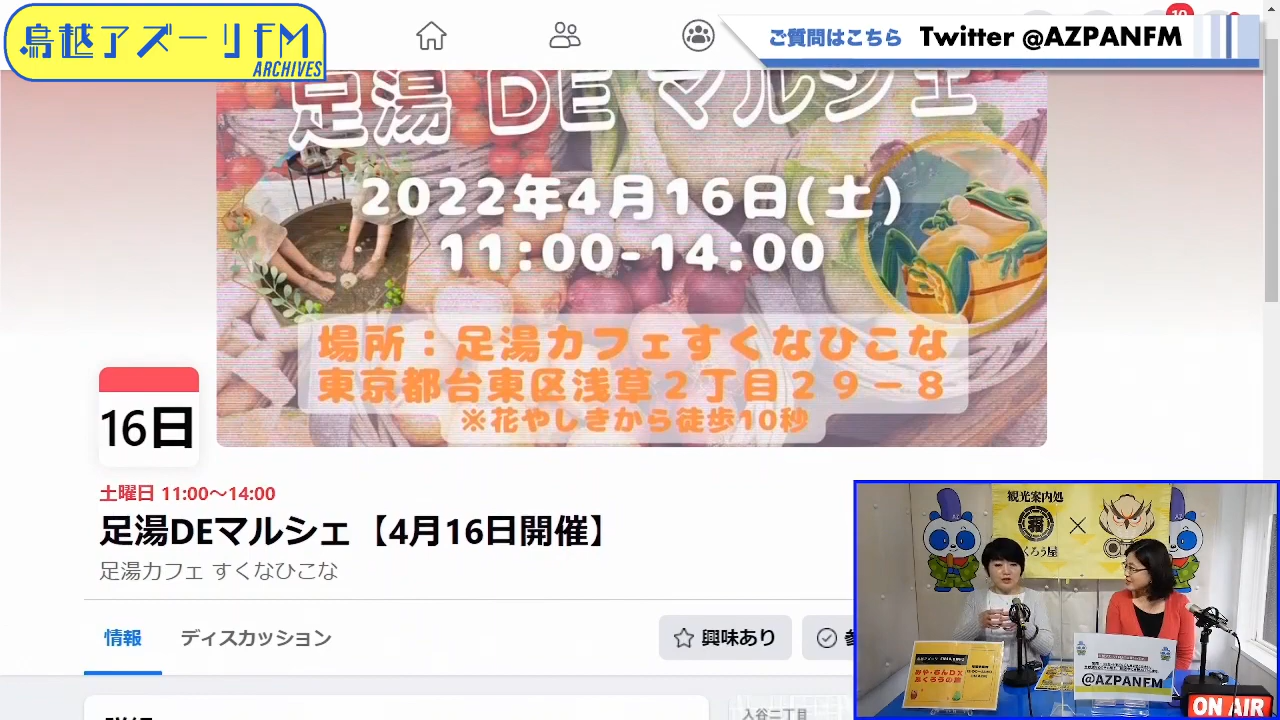 鳥越アズーリFM
ARCHIVES
ご質問はこちら Twitter @AZPANFM
10
足湯 DE マルシェ
2022年4月16日(土)
11:00-14:00
場所：足湯カフェすくなひこな
東京都台東区浅草２丁目２９－８
※花やしきから徒歩10秒
16日
土曜日 11:00～14:00
足湯DEマルシェ【4月16日開催】
足湯カフェ すくなひこな
情報
ディスカッション
興味あり
入谷二丁目
観光案内処
くろう屋
@AZPANFM
ON AIR